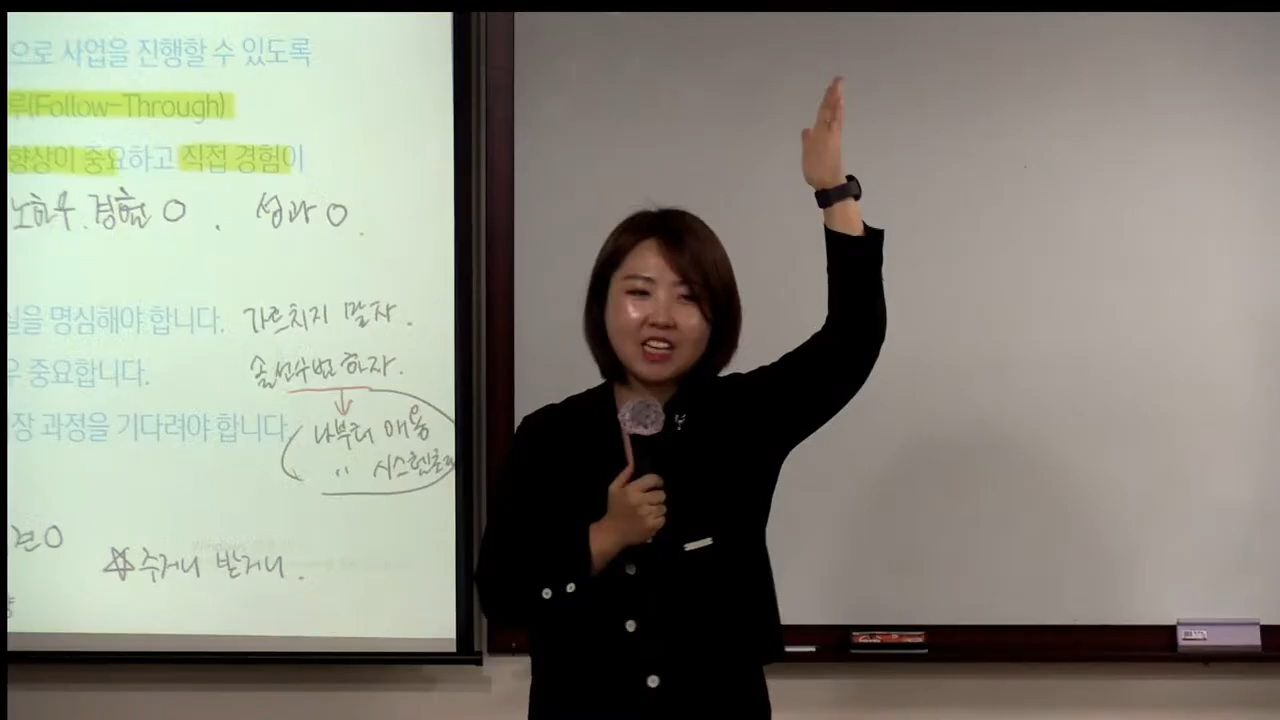 으로 사업을 진행할 수 있도록
루(Follow-Through)
향상이 중요하고 직접 경험이
노하우. 경험 O . 성과 O .
실을 명심해야 합니다. 가르치지 말자.
우 중요합니다. 솔선수범 하자.
장 과정을 기다려야 합니다.
나부터 애용
" 시스템
O
☆ 주거니 받거니.